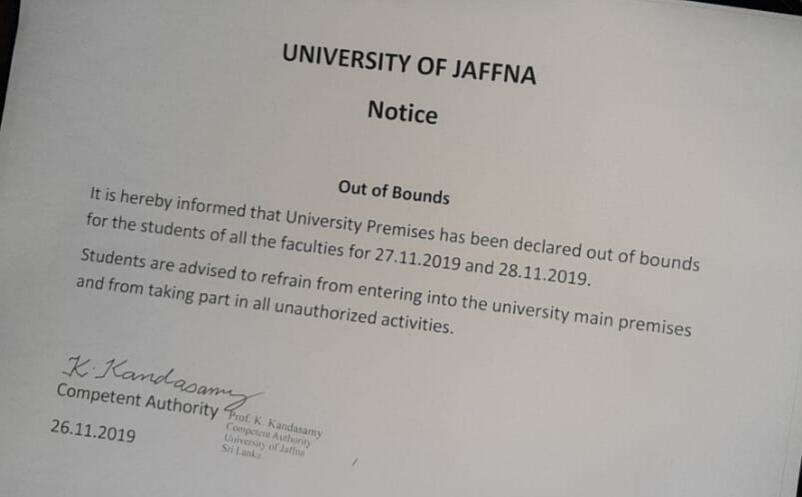 UNIVERSITY OF JAFFNA
Notice
Out of Bounds
It is hereby informed that University Premises has been declared out of bounds
for the students of all the faculties for 27.11.2019 and 28.11.2019.
Students are advised to refrain from entering into the university main premises
and from taking part in all unauthorized activities.
K. Kandasamy
Competent Authority
Prof. K. Kandasamy
Competent Authority
University of Jaffna
Sri Lanka
26.11.2019